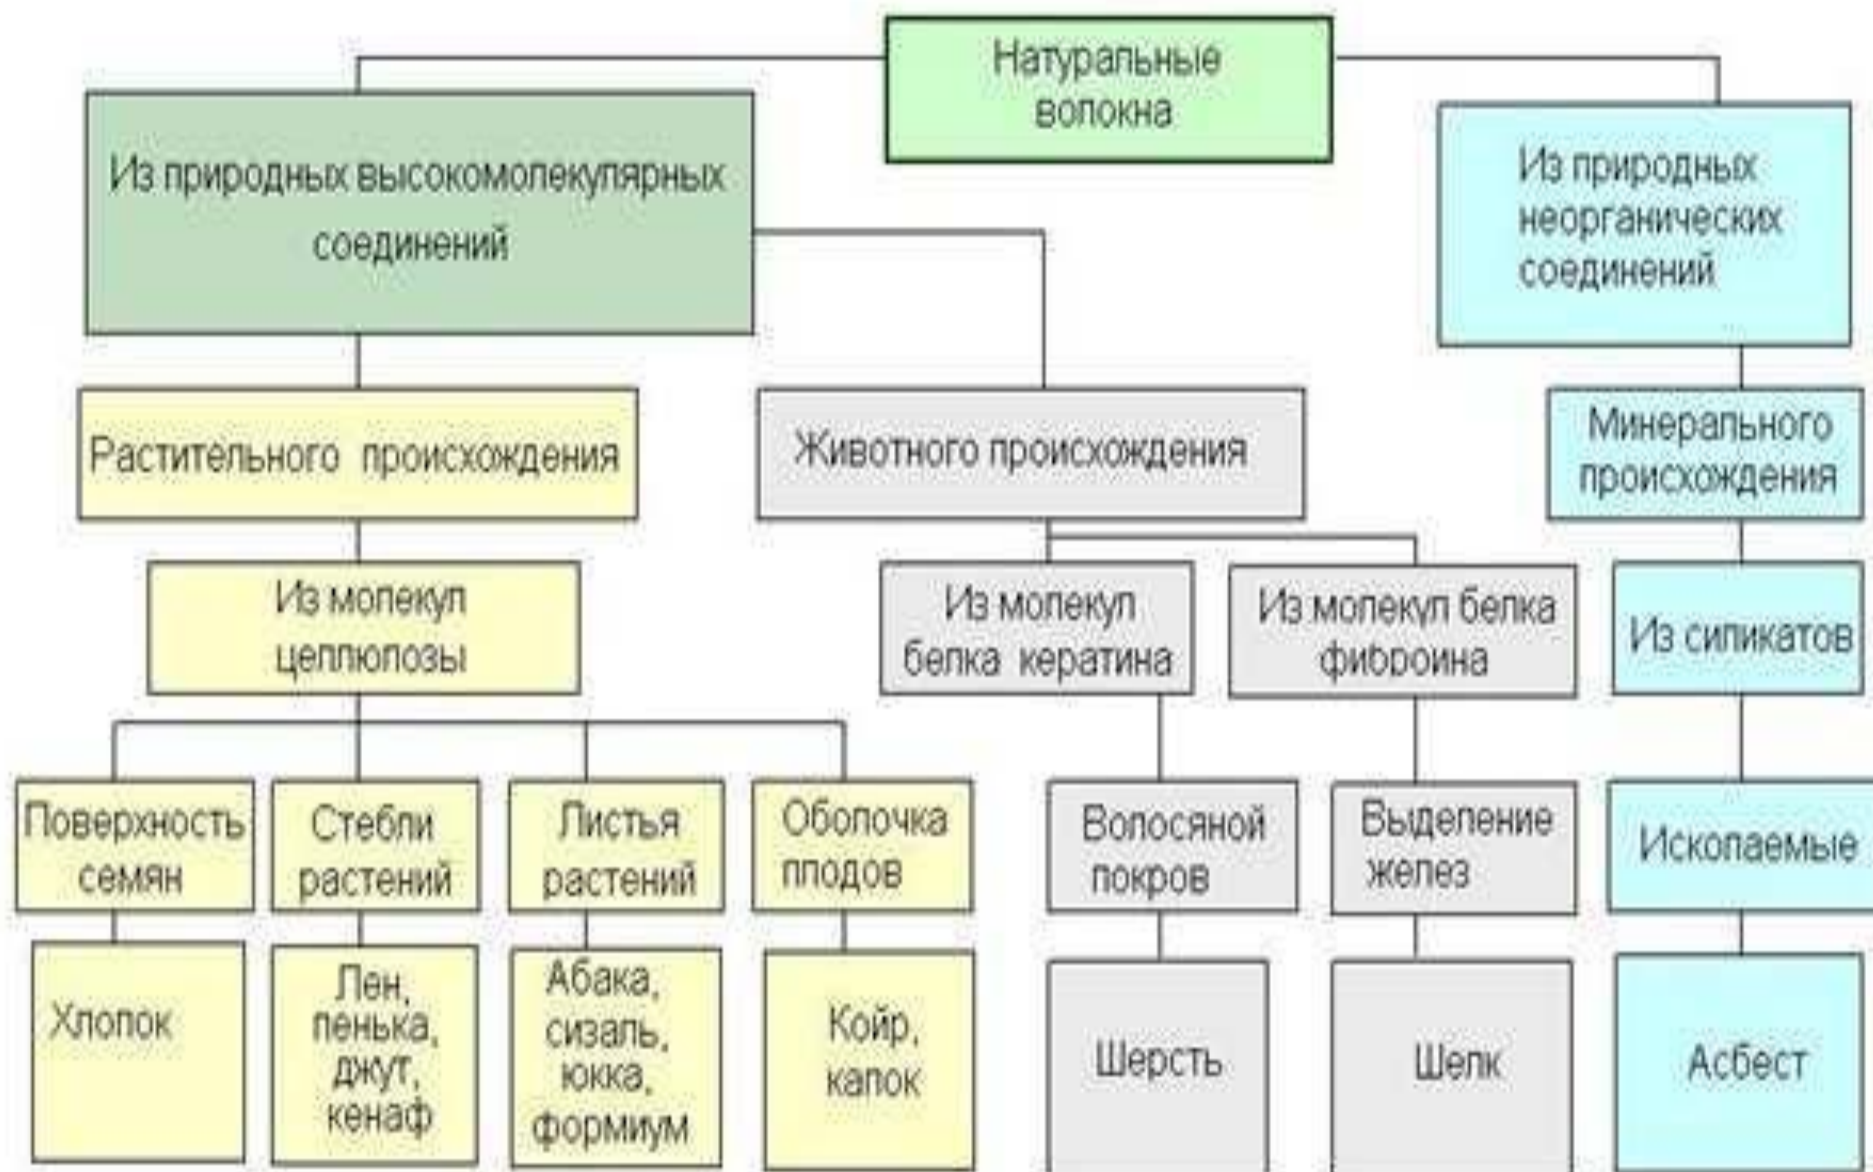 Натуральные
волокна
Из природных высокомолекулярных
соединений
Из природных
неорганических
соединений
Растительного происхождения
Животного происхождения
Минерального
происхождения
Из молекул
целлюлозы
Из молекул
белка кератина
Из молекул белка
фиброина
Из силикатов
Поверхность
семян
Стебли
растений
Листья
растений
Оболочка
плодов
Волосяной
покров
Выделение
желез
Ископаемые
Хлопок
Лен,
пенька,
джут,
кенаф
Абака,
сизаль,
юкка,
формиум
Койр,
капок
Шерсть
Шелк
Асбест